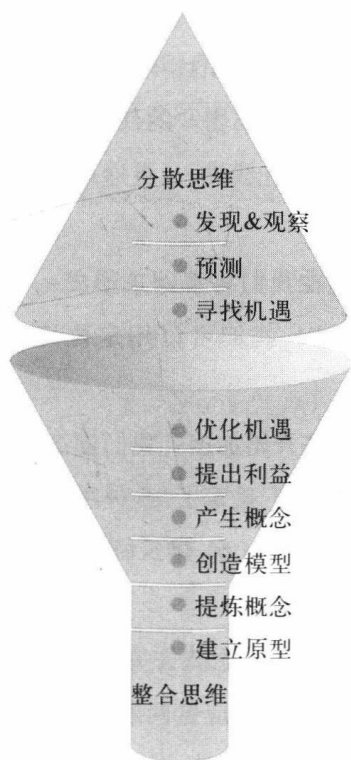 分散思维
发现&观察
预测
寻找机遇
优化机遇
提出利益
产生概念
创造模型
提炼概念
建立原型
整合思维